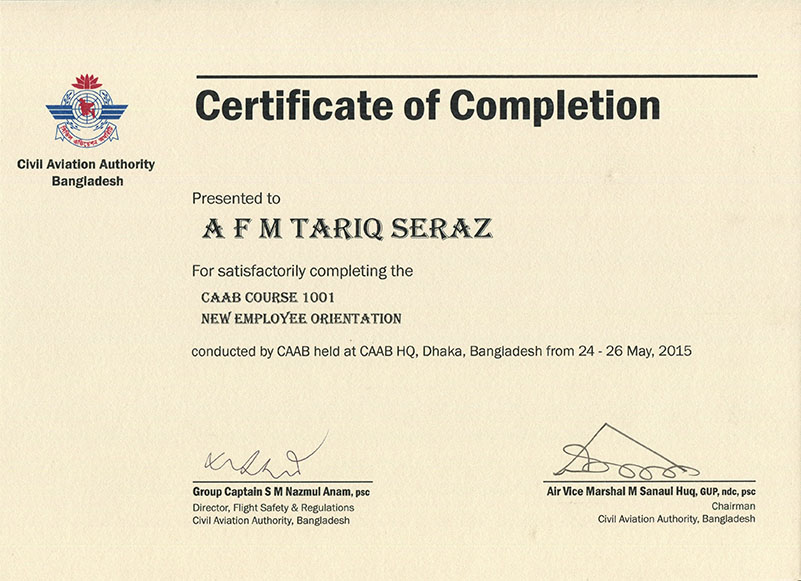 Certificate of Completion
সিভিল এভিয়েশন অথরিটি
Civil Aviation Authority
Bangladesh
Presented to
A F M TARIQ SERAZ
For satisfactorily completing the
CAAB COURSE 1001
NEW EMPLOYEE ORIENTATION
conducted by CAAB held at CAAB HQ, Dhaka, Bangladesh from 24 - 26 May, 2015
Group Captain S M Nazmul Anam, psc
Director, Flight Safety & Regulations
Civil Aviation Authority, Bangladesh
Air Vice Marshal M Sanaul Huq, GUP, ndc, psc
Chairman
Civil Aviation Authority, Bangladesh